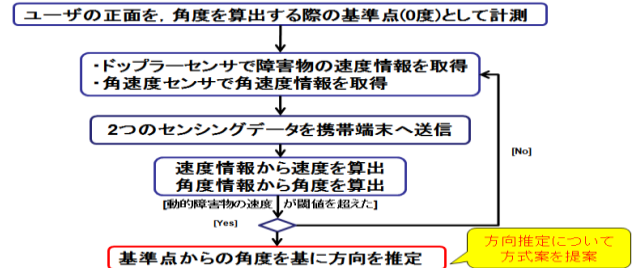 ユーザの正面を，角度を算出する際の基準点(0度)として計測
・ドップラーセンサで障害物の速度情報を取得
・角速度センサで角速度情報を取得
2つのセンシングデータを携帯端末へ送信
[No]
速度情報から速度を算出
角度情報から角度を算出
[動的障害物の速度 が閾値を超えた]
[Yes]
基準点からの角度を基に方向を推定
方向推定について
方式案を提案